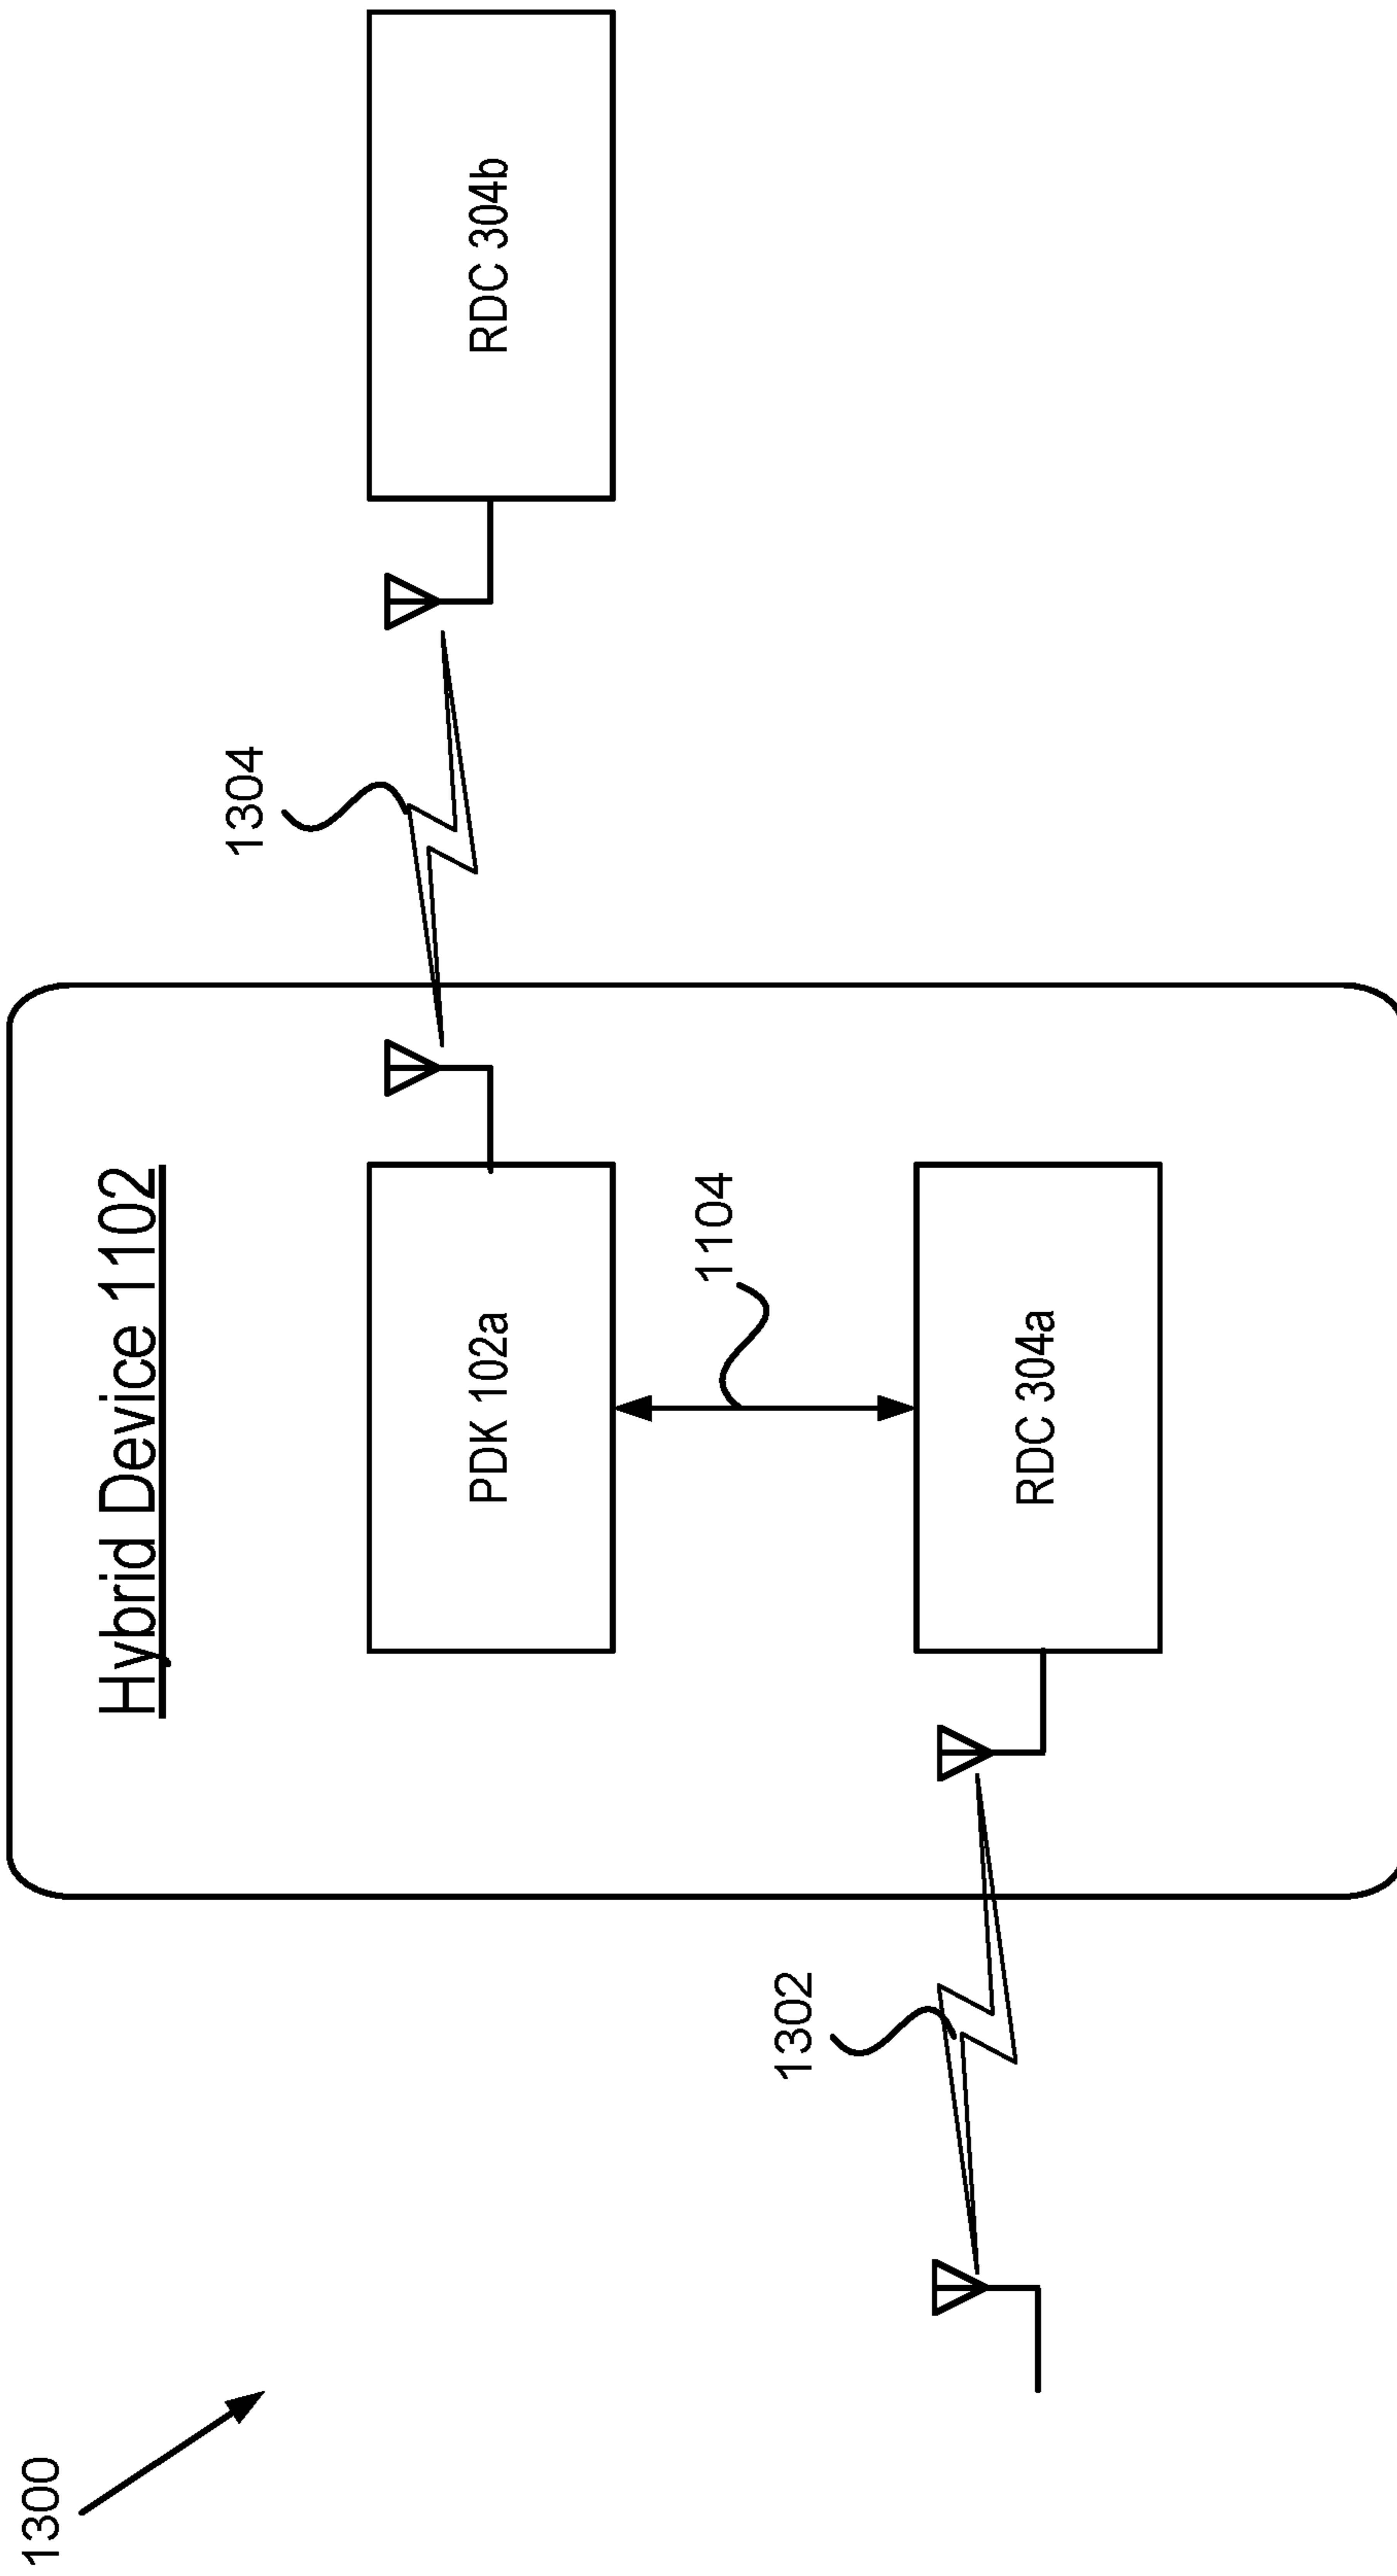 1300
Hybrid Device 1102
1304
PDK 102a
RDC 304b
1104
1302
RDC 304a